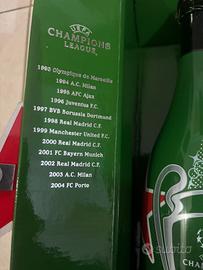 UEFA
CHAMPIONS
LEAGUE
1993 Olympique de Marseille
1994 A.C. Milan
1995 AFC Ajax
1996 Juventus F.C.
1997 BVB Borussia Dortmund
1998 Real Madrid C.F.
1999 Manchester United F.C.
2000 Real Madrid C.F.
2001 FC Bayern Munich
2002 Real Madrid C.F.
2003 A.C. Milan
2004 FC Porto
CHA
subito